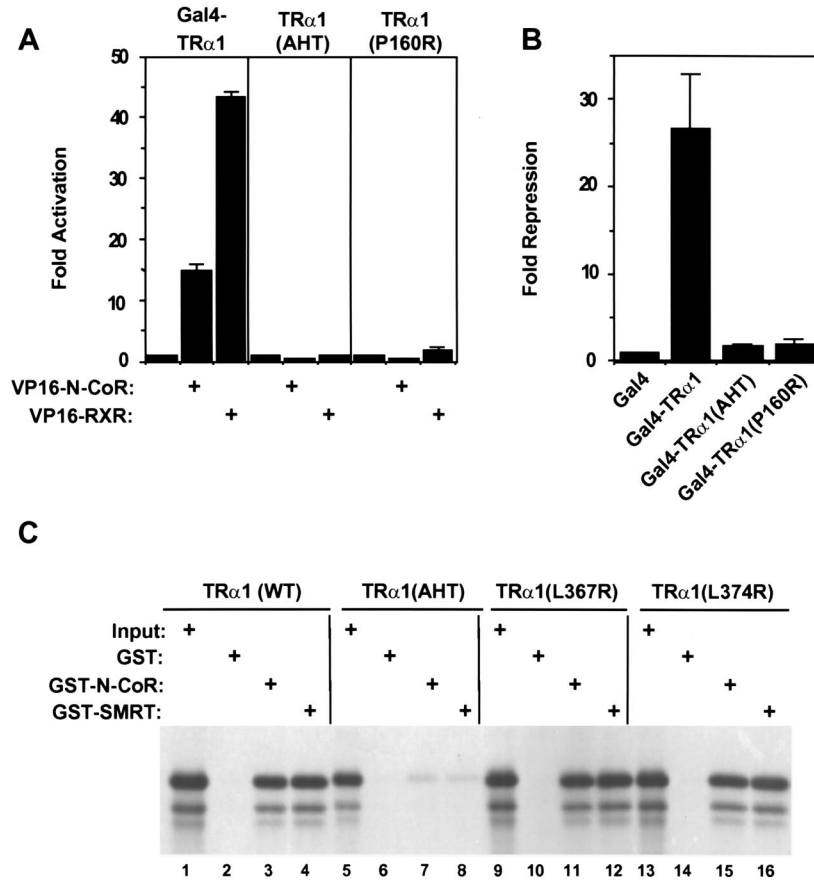 A
Gal4-
TRα1
TRα1
(AHT)
TRα1
(P160R)
Fold Activation
50
40
30
20
10
0
VP16-N-CoR: + + +
VP16-RXR: + + +
B
Fold Repression
30
20
10
0
Gal4
Gal4-TRα1
Gal4-TRα1(AHT)
Gal4-TRα1(P160R)
C
TRα1 (WT) TRα1(AHT) TRα1(L367R) TRα1(L374R)
Input: + + + +
GST: + + + +
GST-N-CoR: + + + +
GST-SMRT: + + + +
1 2 3 4 5 6 7 8 9 10 11 12 13 14 15 16